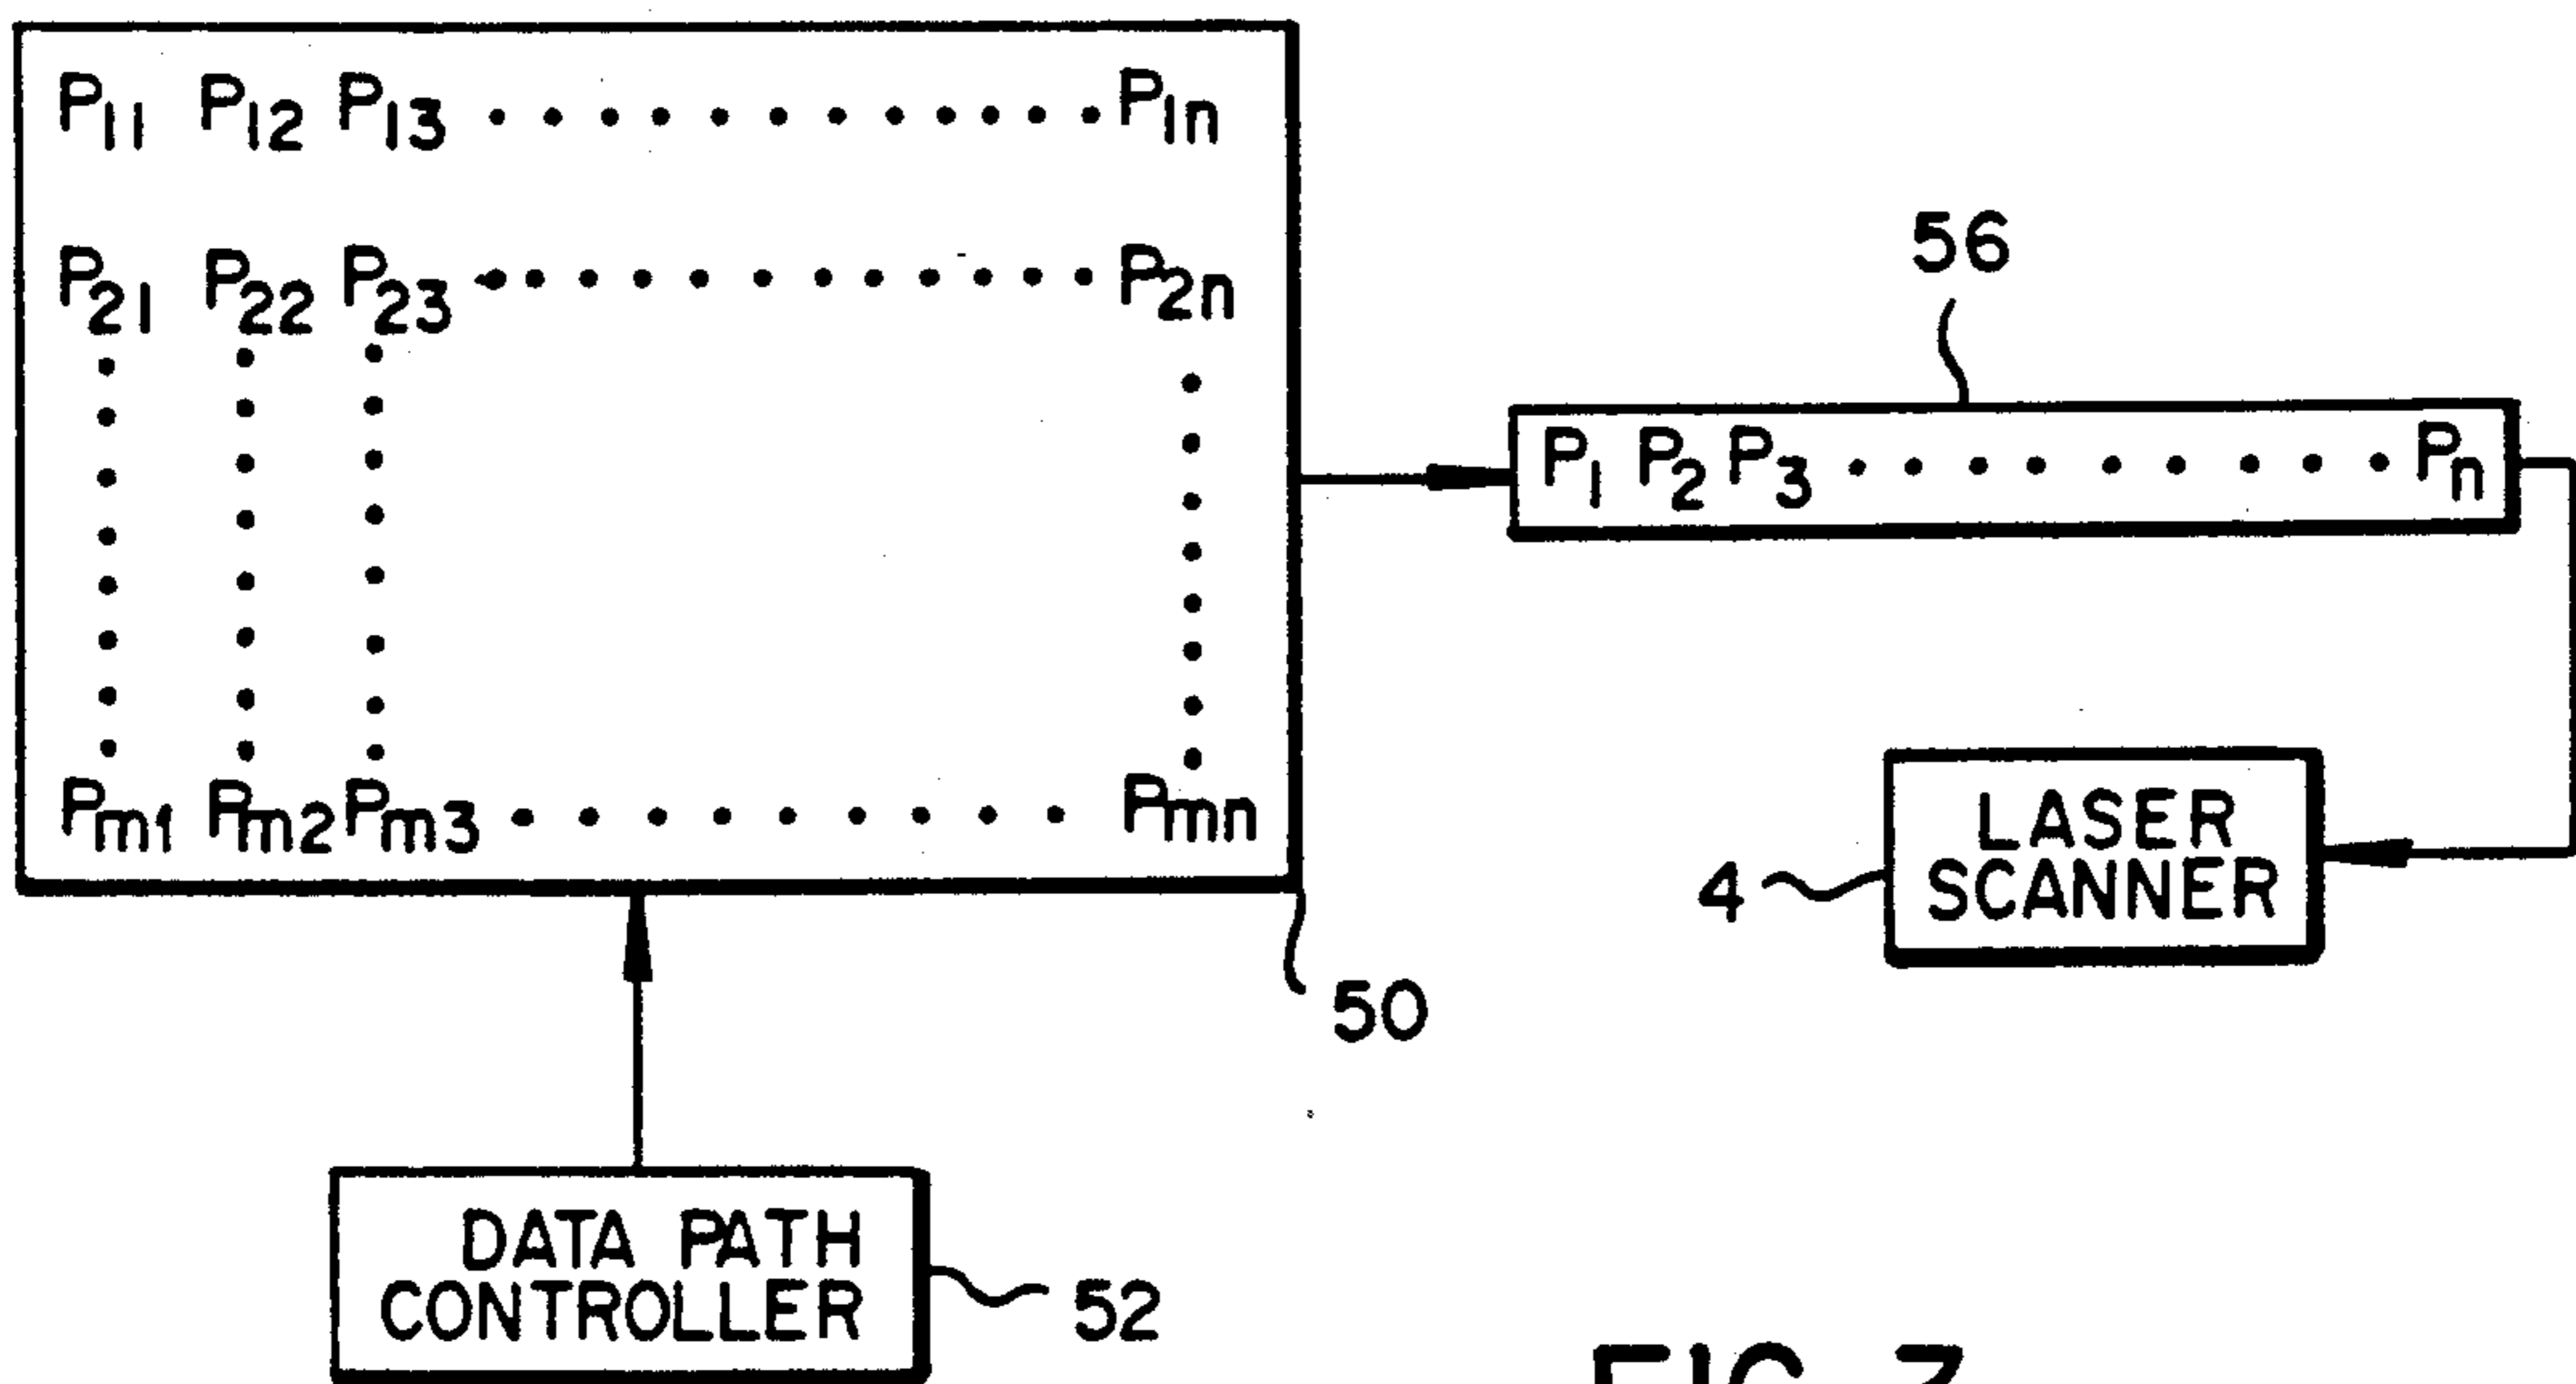 P11 P12 P13 . . . . . . . . . . . . P1n
P21 P22 P23 . . . . . . . . . . . . P2n
Pm1 Pm2 Pm3 . . . . . . . . . Pmn
50
56
P1 P2 P3 . . . . . . . . . Pn
LASER
SCANNER
4
DATA PATH
CONTROLLER
52